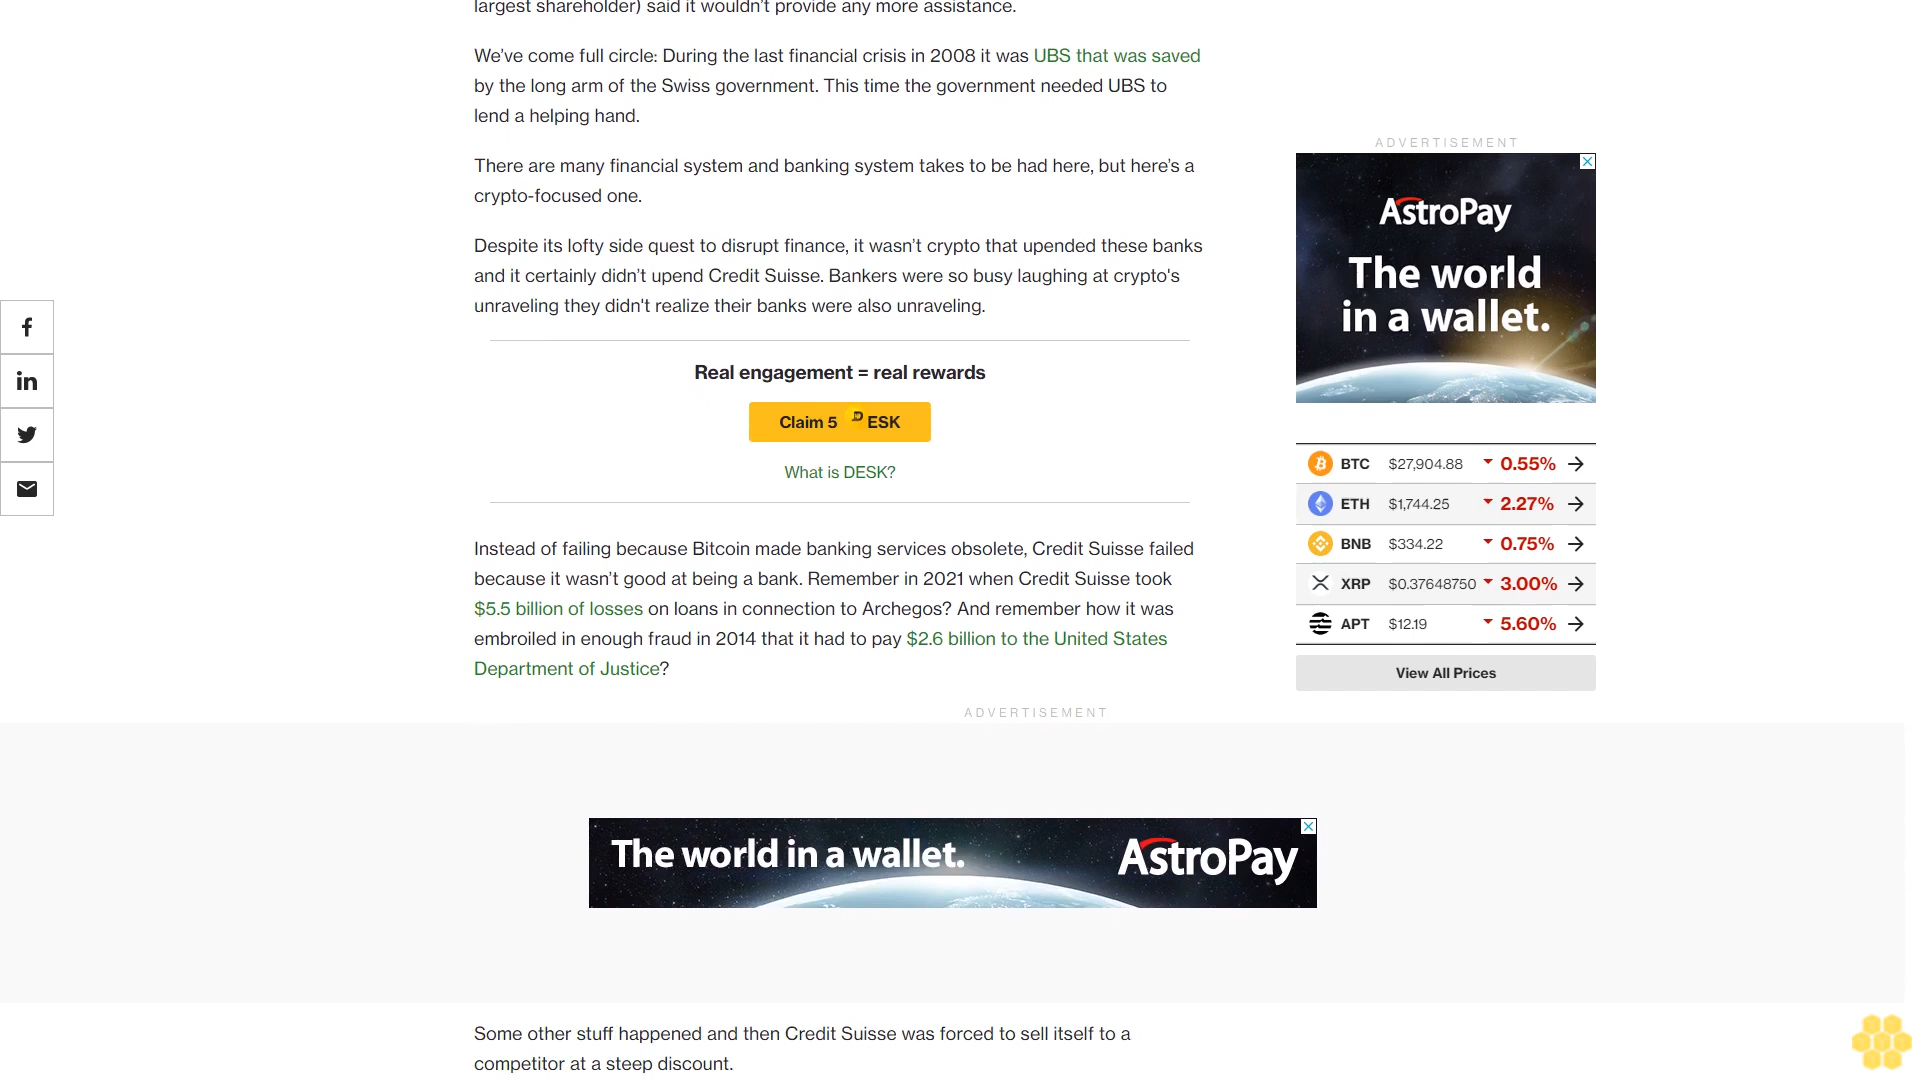 largest shareholder) said it wouldn't provide any more assistance.
We've come full circle: During the last financial crisis in 2008 it was UBS that was saved
by the long arm of the Swiss government. This time the government needed UBS to
lend a helping hand.
There are many financial system and banking system takes to be had here, but here's a
crypto-focused one.
Despite its lofty side quest to disrupt finance, it wasn't crypto that upended these banks
and it certainly didn't upend Credit Suisse. Bankers were so busy laughing at crypto's
unraveling they didn't realize their banks were also unraveling.
Real engagement = real rewards
Claim 5 DESK
What is DESK?
Instead of failing because Bitcoin made banking services obsolete, Credit Suisse failed
because it wasn't good at being a bank. Remember in 2021 when Credit Suisse took
$5.5 billion of losses on loans in connection to Archegos? And remember how it was
embroiled in enough fraud in 2014 that it had to pay $2.6 billion to the United States
Department of Justice?
ADVERTISEMENT
AstroPay
The world
in a wallet.
BTC $27,904.88 0.55%
ETH $1,744.25 2.27%
BNB $334.22 0.75%
XRP $0.37648750 3.00%
APT $12.19 5.60%
View All Prices
ADVERTISEMENT
The world in a wallet. AstroPay
Some other stuff happened and then Credit Suisse was forced to sell itself to a
competitor at a steep discount.